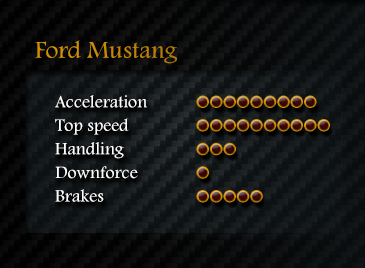 Ford Mustang
Acceleration
Top speed
Handling
Downforce
Brakes